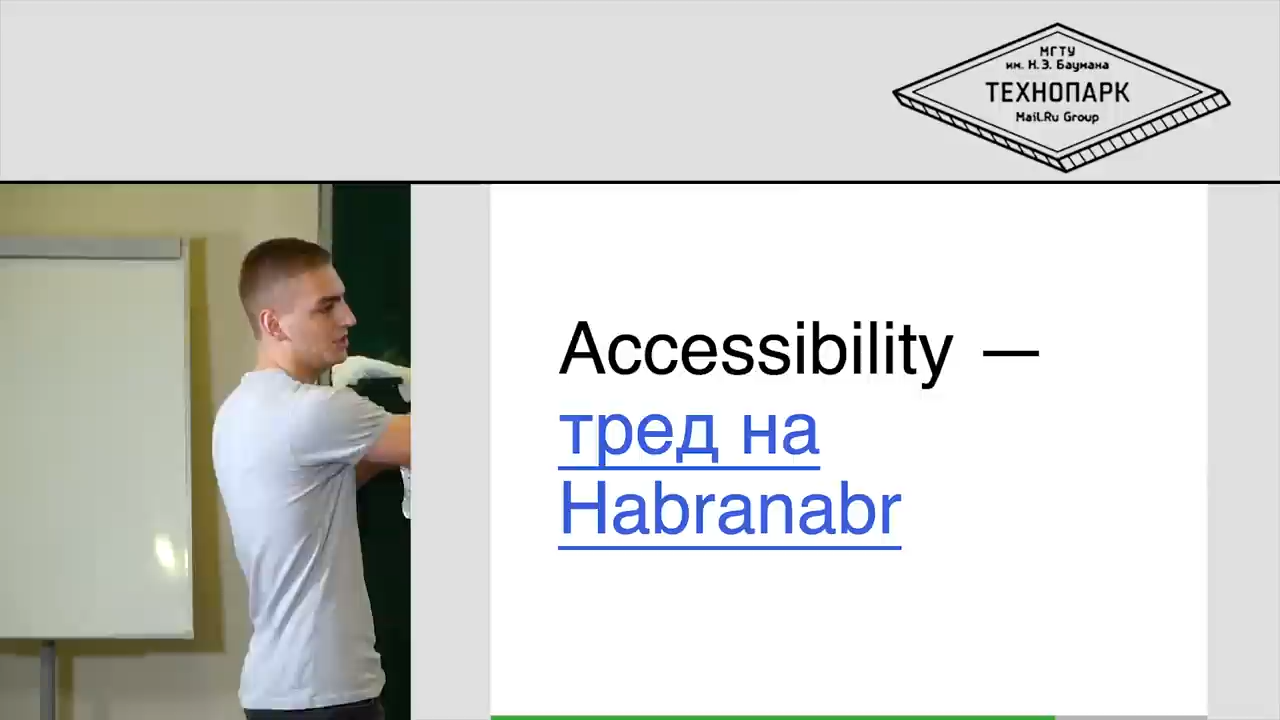 МГТУ
им. Н.Э. Баумана
ТЕХНОПАРК
Mail.Ru Group
Accessibility —
тред на
Habranabr